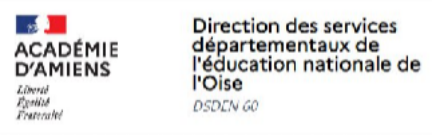 ACADÉMIE
D'AMIENS
Liberté
Égalité
Fraternité
Direction des services
départementaux de
l'éducation nationale de
l'Oise
DSDEN 60